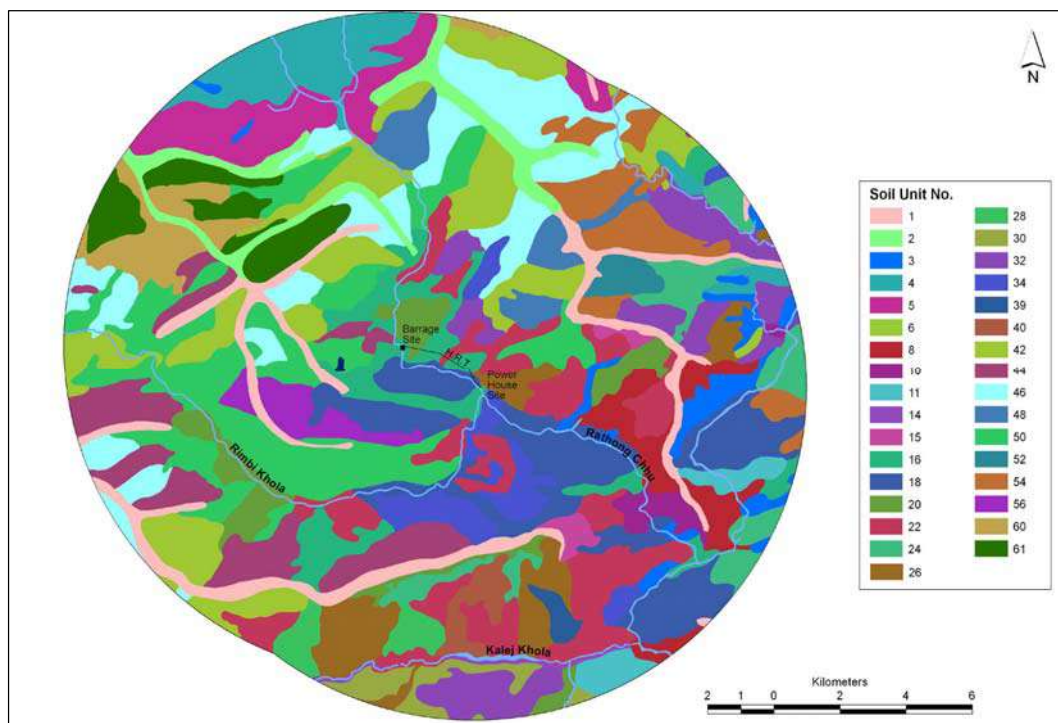 N
Barrage
Site
H.R.T.
Power
House
Site
Rathong Chhu
Rimbi Khola
Kalej Khola
Soil Unit No.
1
2
3
4
5
6
8
10
11
14
15
16
18
20
22
24
26
28
30
32
34
39
40
42
44
46
48
50
52
54
56
60
61
Kilometers
2 1 0 2 4 6